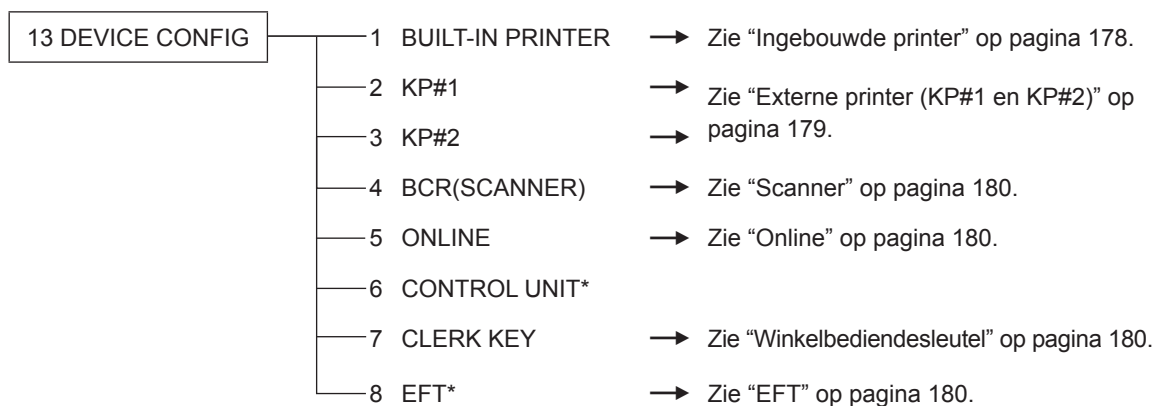 13 DEVICE CONFIG
1 BUILT-IN PRINTER → Zie “Ingebouwde printer” op pagina 178.
2 KP#1 → Zie “Externe printer (KP#1 en KP#2)” op
3 KP#2 → pagina 179.
4 BCR(SCANNER) → Zie “Scanner” op pagina 180.
5 ONLINE → Zie “Online” op pagina 180.
6 CONTROL UNIT*
7 CLERK KEY → Zie “Winkelbediendesleutel” op pagina 180.
8 EFT* → Zie “EFT” op pagina 180.